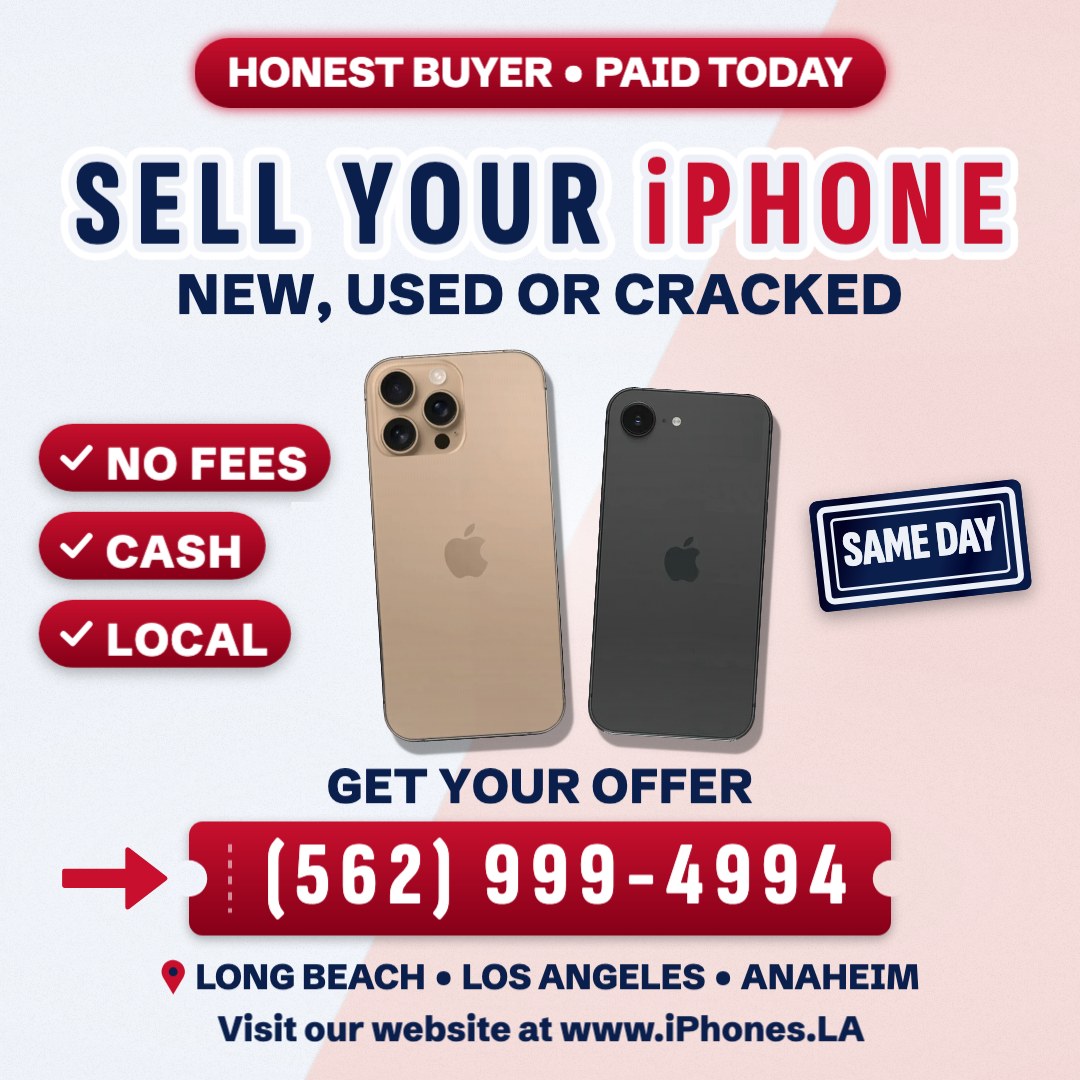 HONEST BUYER • PAID TODAY
SELL YOUR iPHONE
NEW, USED OR CRACKED
✓ NO FEES
✓ CASH
✓ LOCAL
SAME DAY
GET YOUR OFFER
(562) 999-4994
LONG BEACH • LOS ANGELES • ANAHEIM
Visit our website at www.iPhones.LA